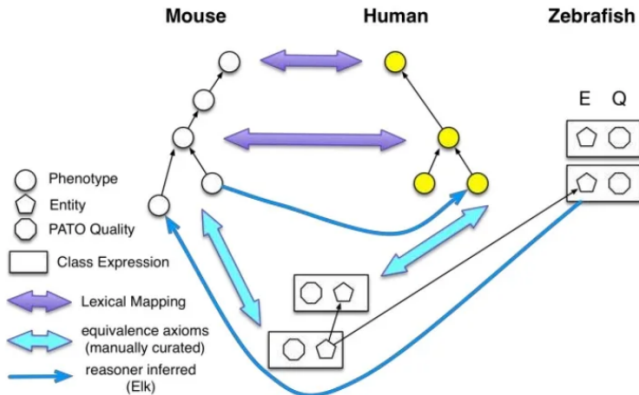 Mouse
Human
Zebrafish
E Q
Phenotype
Entity
PATO Quality
Class Expression
Lexical Mapping
equivalence axioms
(manually curated)
reasoner inferred
(Elk)